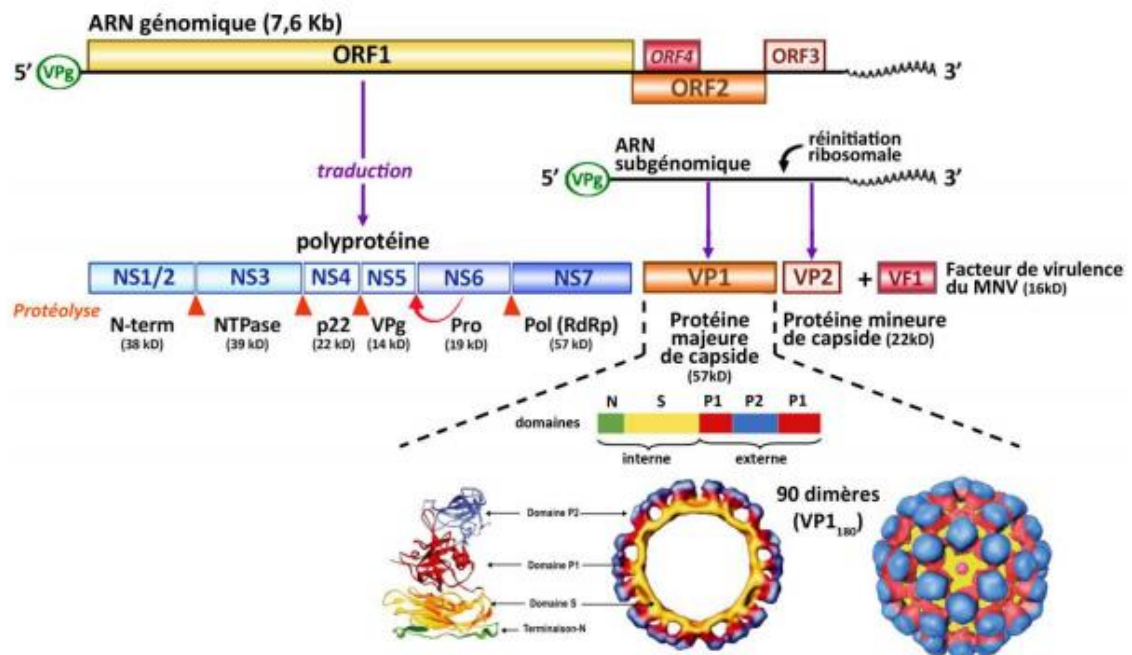 ARN génomique (7,6 Kb)
5' VPg ORF1 ORF4 ORF2 ORF3 3'
traduction
ARN
subgénomique
réinitiation
ribosomale
5' VPg 3'
polyprotéine
NS1/2 NS3 NS4 NS5 NS6 NS7 VP1 VP2 + VF1
Facteur de virulence
du MNV (16kD)
Protéolyse
N-term
(38 kD)
NTPase
(39 kD)
p22
(22 kD)
VPg
(14 kD)
Pro
(19 kD)
Pol (RdRp)
(57 kD)
Protéine
majeure
de capside
(57kD)
Protéine mineure
de capside (22kD)
N S P1 P2 P1
domaines
interne externe
Domaine P2
Domaine P1
Domaine S
Terminaison-N
90 dimères
(VP1180)